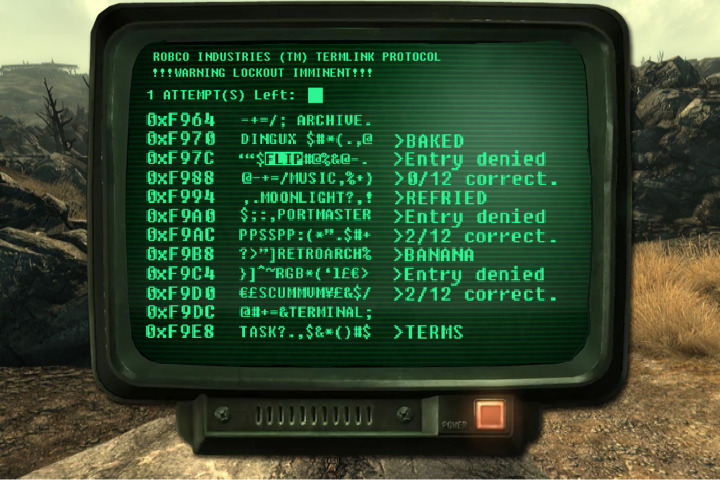 ROBCO INDUSTRIES (TM) TERMLINK PROTOCOL
!!!WARNING LOCKOUT IMMINENT!!!
1 ATTEMPT(S) Left:
0xF964 -+=/; ARCHIVE.
0xF970 DINGUX $#*(.,@ >BAKED
0xF97C “‘$FLIP#@%&@-. >Entry denied
0xF988 @-+=/MUSIC,%+) >0/12 correct.
0xF994 ,.MOONLIGHT?,! >REFRIED
0xF9A0 $;:,PORTMASTER >Entry denied
0xF9AC PPSSPP:(*”.$#+ >2/12 correct.
0xF9B8 ?>”]RETROARCH% >BANANA
0xF9C4 }]^~RGB*(‘1£€> >Entry denied
0xF9D0 €£SCUMMVM¥£&$/ >2/12 correct.
0xF9DC @#+=&TERMINAL;
0xF9E8 TASK?.,$&*()#$ >TERMS
POWER